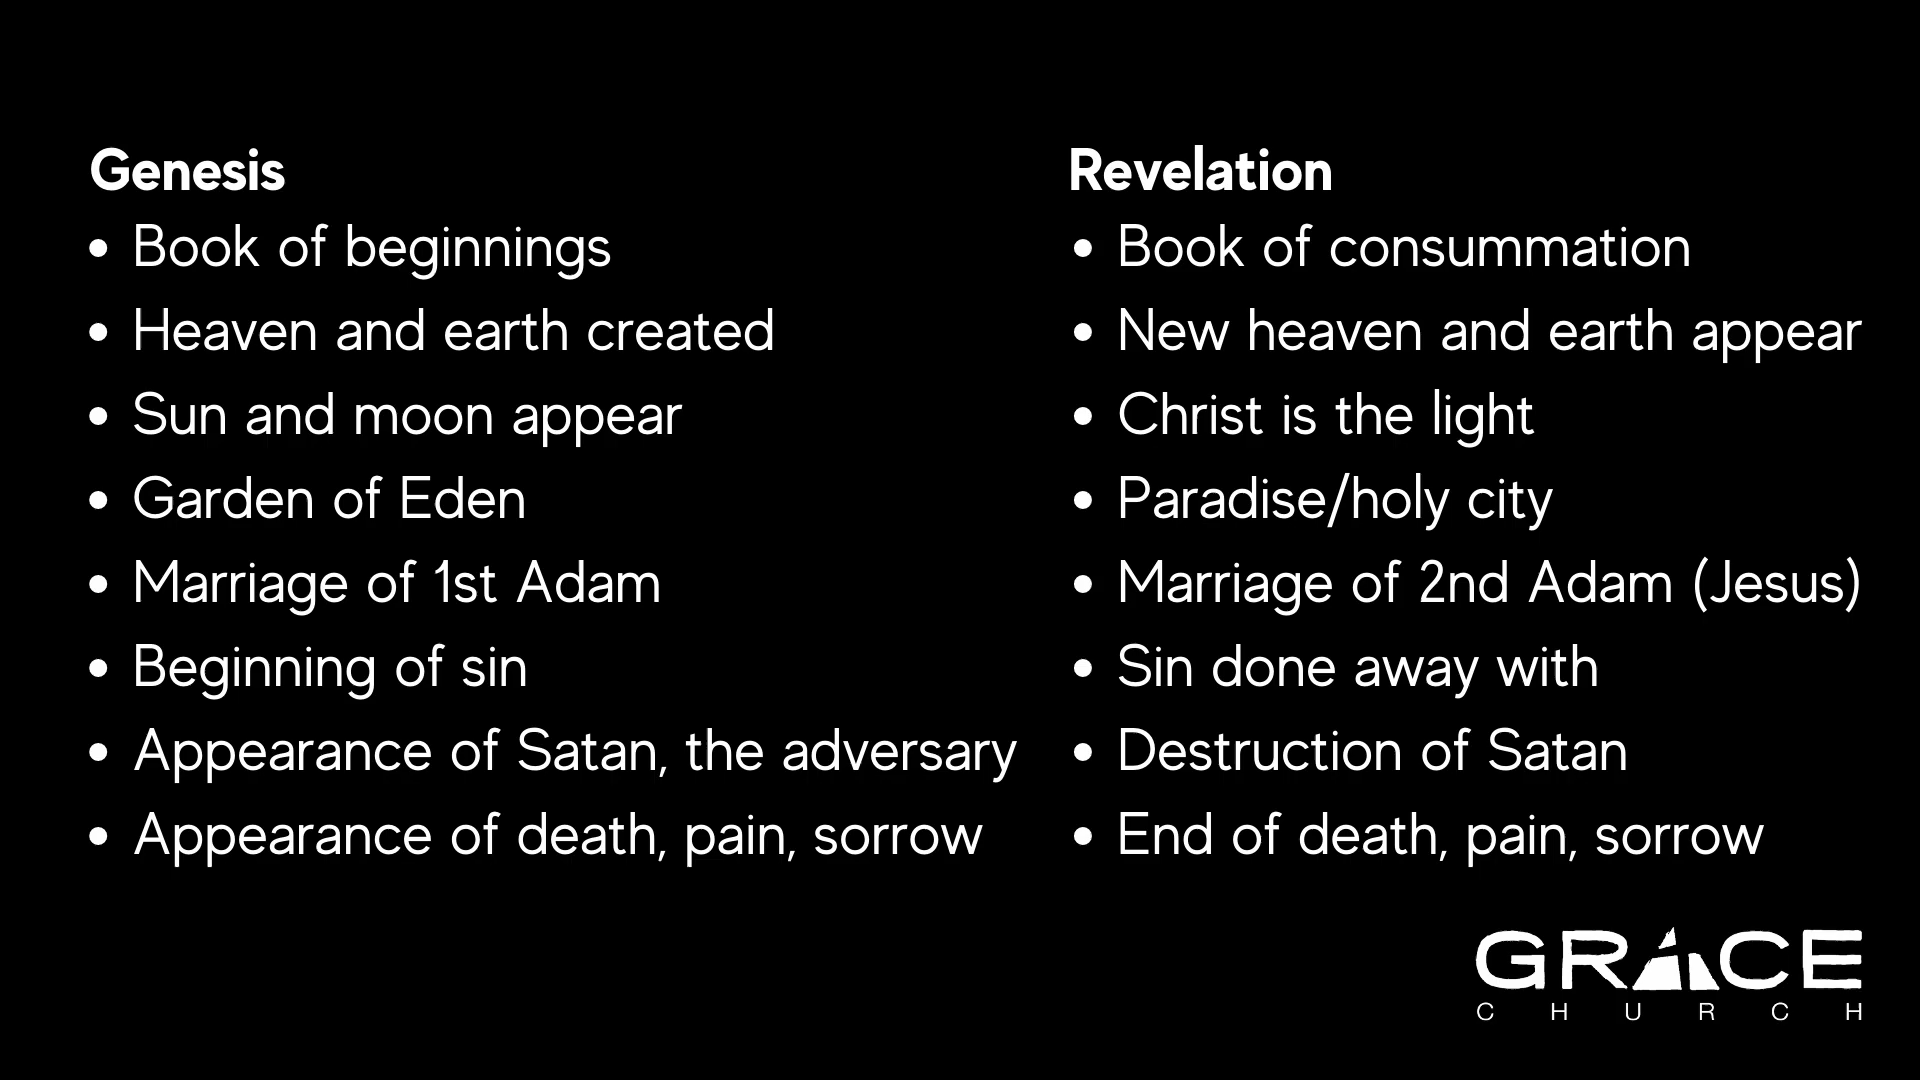 Genesis
• Book of beginnings
• Heaven and earth created
• Sun and moon appear
• Garden of Eden
• Marriage of 1st Adam
• Beginning of sin
• Appearance of Satan, the adversary
• Appearance of death, pain, sorrow
Revelation
• Book of consummation
• New heaven and earth appear
• Christ is the light
• Paradise/holy city
• Marriage of 2nd Adam (Jesus)
• Sin done away with
• Destruction of Satan
• End of death, pain, sorrow
GRACE
CHURCH